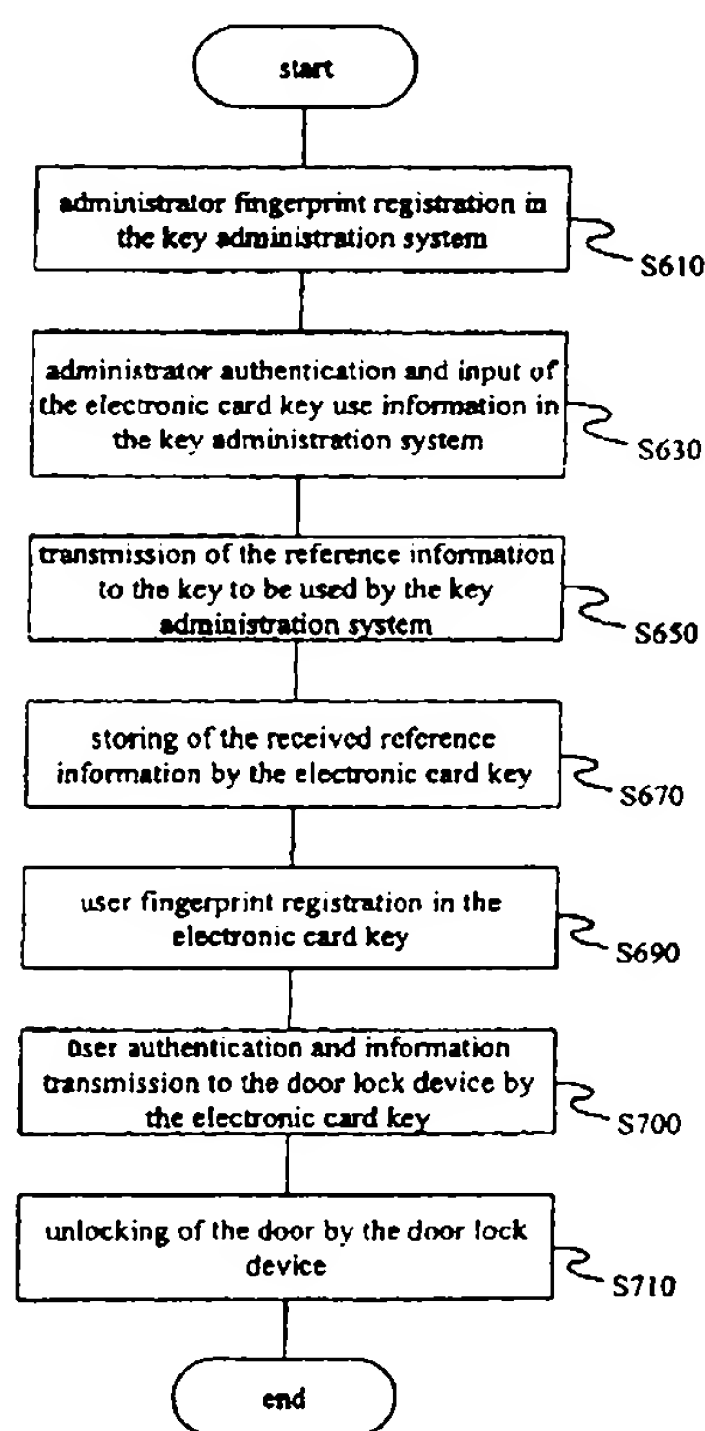 start
administrator fingerprint registration in
the key administration system
S610
administrator authentication and input of
the electronic card key use information in
the key administration system
S630
transmission of the reference information
to the key to be used by the key
administration system
S650
storing of the received reference
information by the electronic card key
S670
user fingerprint registration in the
electronic card key
S690
user authentication and information
transmission to the door lock device by
the electronic card key
S700
unlocking of the door by the door lock
device
S710
end